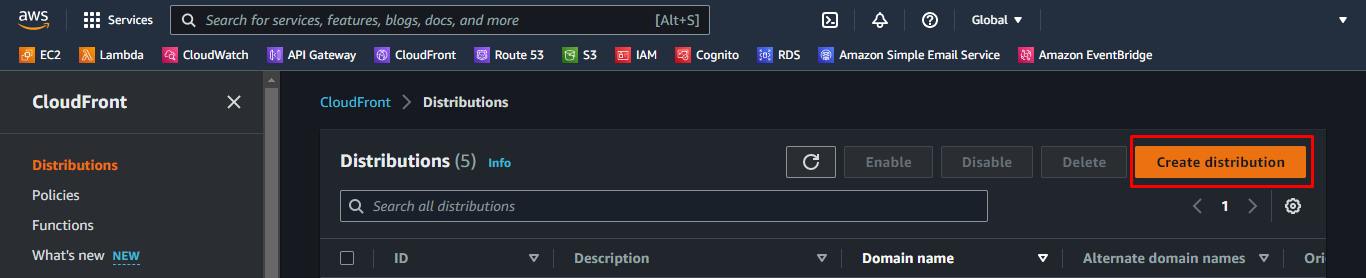 aws Services Search for services, features, blogs, docs, and more [Alt+S] Global
EC2 Lambda CloudWatch API Gateway CloudFront Route 53 S3 IAM Cognito RDS Amazon Simple Email Service Amazon EventBridge
CloudFront
Distributions
Policies
Functions
What's new NEW
CloudFront > Distributions
Distributions (5) Info Enable Disable Delete Create distribution
Search all distributions 1
ID Description Domain name Alternate domain names Ori